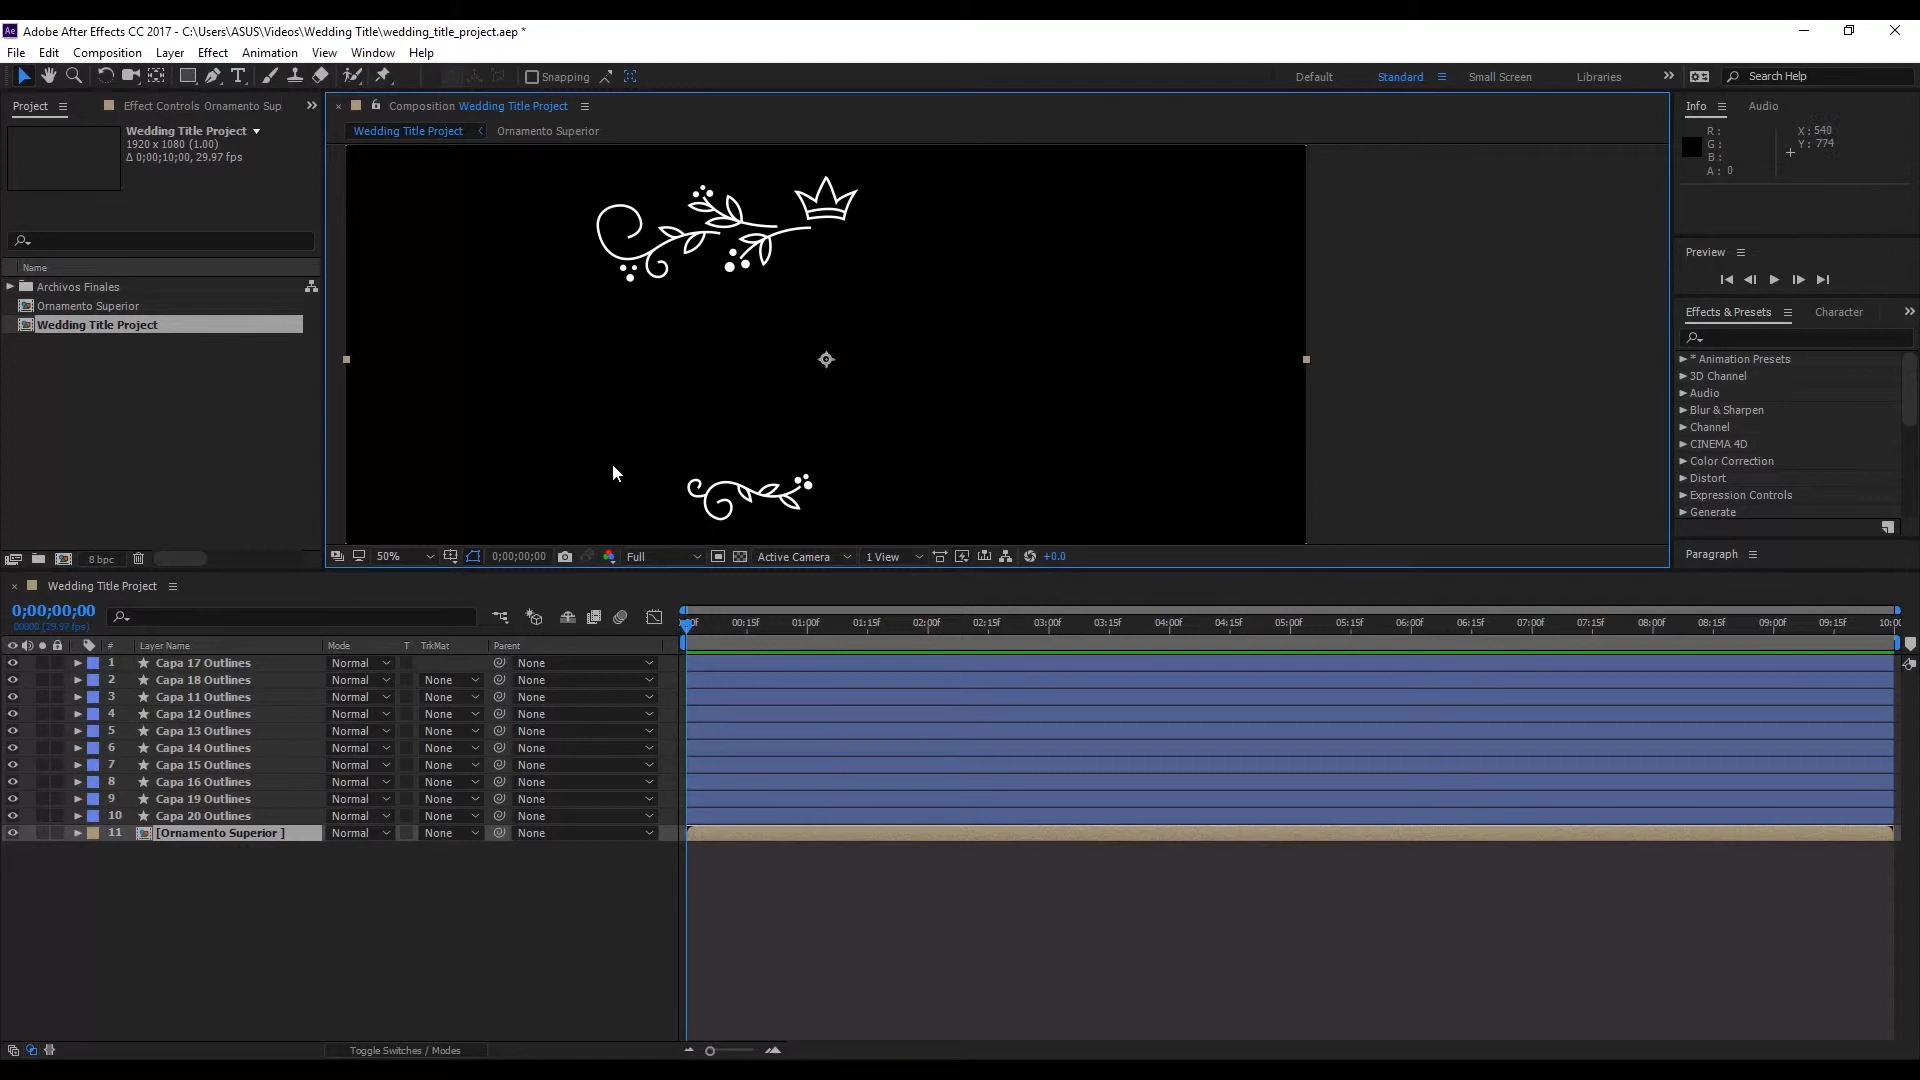 Ae Adobe After Effects CC 2017 - C:\Users\ASUS\Videos\Wedding Title\wedding_title_project.aep *
File Edit Composition Layer Effect Animation View Window Help
T Snapping Default Standard Small Screen Libraries Search Help
Project Effect Controls Ornamento Sup
Wedding Title Project
1920 x 1080 (1.00)
Δ 0;00;10;00, 29.97 fps
Name
Archivos Finales
Ornamento Superior
Wedding Title Project
8 bpc
Composition Wedding Title Project
Wedding Title Project Ornamento Superior
50% 0;00;00;00 Full Active Camera 1 View +0.0
Info Audio
R :
G :
B :
A : 0
X : 540
Y : 774
Preview
Effects & Presets Character
* Animation Presets
3D Channel
Audio
Blur & Sharpen
Channel
CINEMA 4D
Color Correction
Distort
Expression Controls
Generate
Paragraph
Wedding Title Project
0;00;00;00
00000 (29.97 fps)
00f 00:15f 01:00f 01:15f 02:00f 02:15f 03:00f 03:15f 04:00f 04:15f 05:00f 05:15f 06:00f 06:15f 07:00f 07:15f 08:00f 08:15f 09:00f 09:15f 10:00
# Layer Name Mode T TrkMat Parent
1 Capa 17 Outlines Normal None
2 Capa 18 Outlines Normal None None
3 Capa 11 Outlines Normal None None
4 Capa 12 Outlines Normal None None
5 Capa 13 Outlines Normal None None
6 Capa 14 Outlines Normal None None
7 Capa 15 Outlines Normal None None
8 Capa 16 Outlines Normal None None
9 Capa 19 Outlines Normal None None
10 Capa 20 Outlines Normal None None
11 [Ornamento Superior ] Normal None None
Toggle Switches / Modes